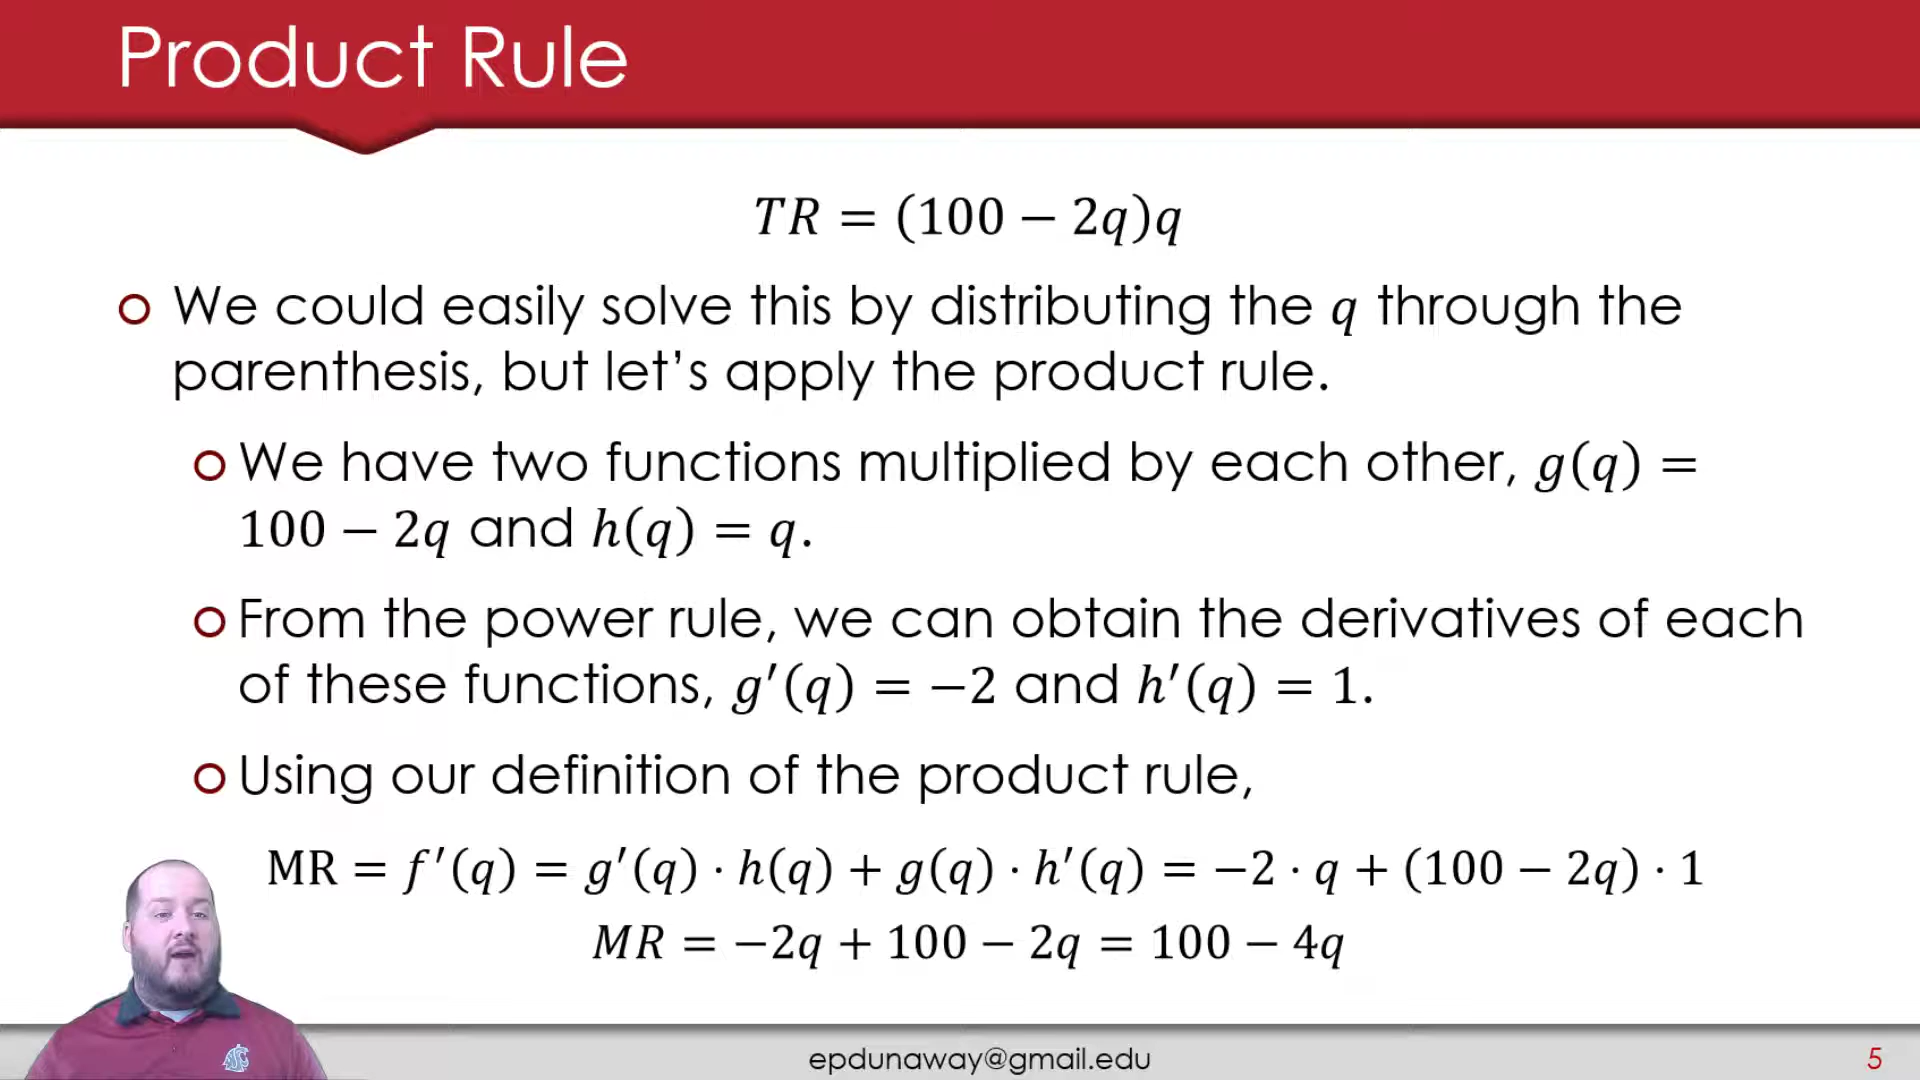 Product Rule
TR = (100 − 2q)q
We could easily solve this by distributing the q through the
parenthesis, but let’s apply the product rule.
We have two functions multiplied by each other, g(q) =
100 − 2q and h(q) = q.
From the power rule, we can obtain the derivatives of each
of these functions, g′(q) = −2 and h′(q) = 1.
Using our definition of the product rule,
MR = f′(q) = g′(q) · h(q) + g(q) · h′(q) = −2 · q + (100 − 2q) · 1
MR = −2q + 100 − 2q = 100 − 4q
epdunaway@gmail.edu
5